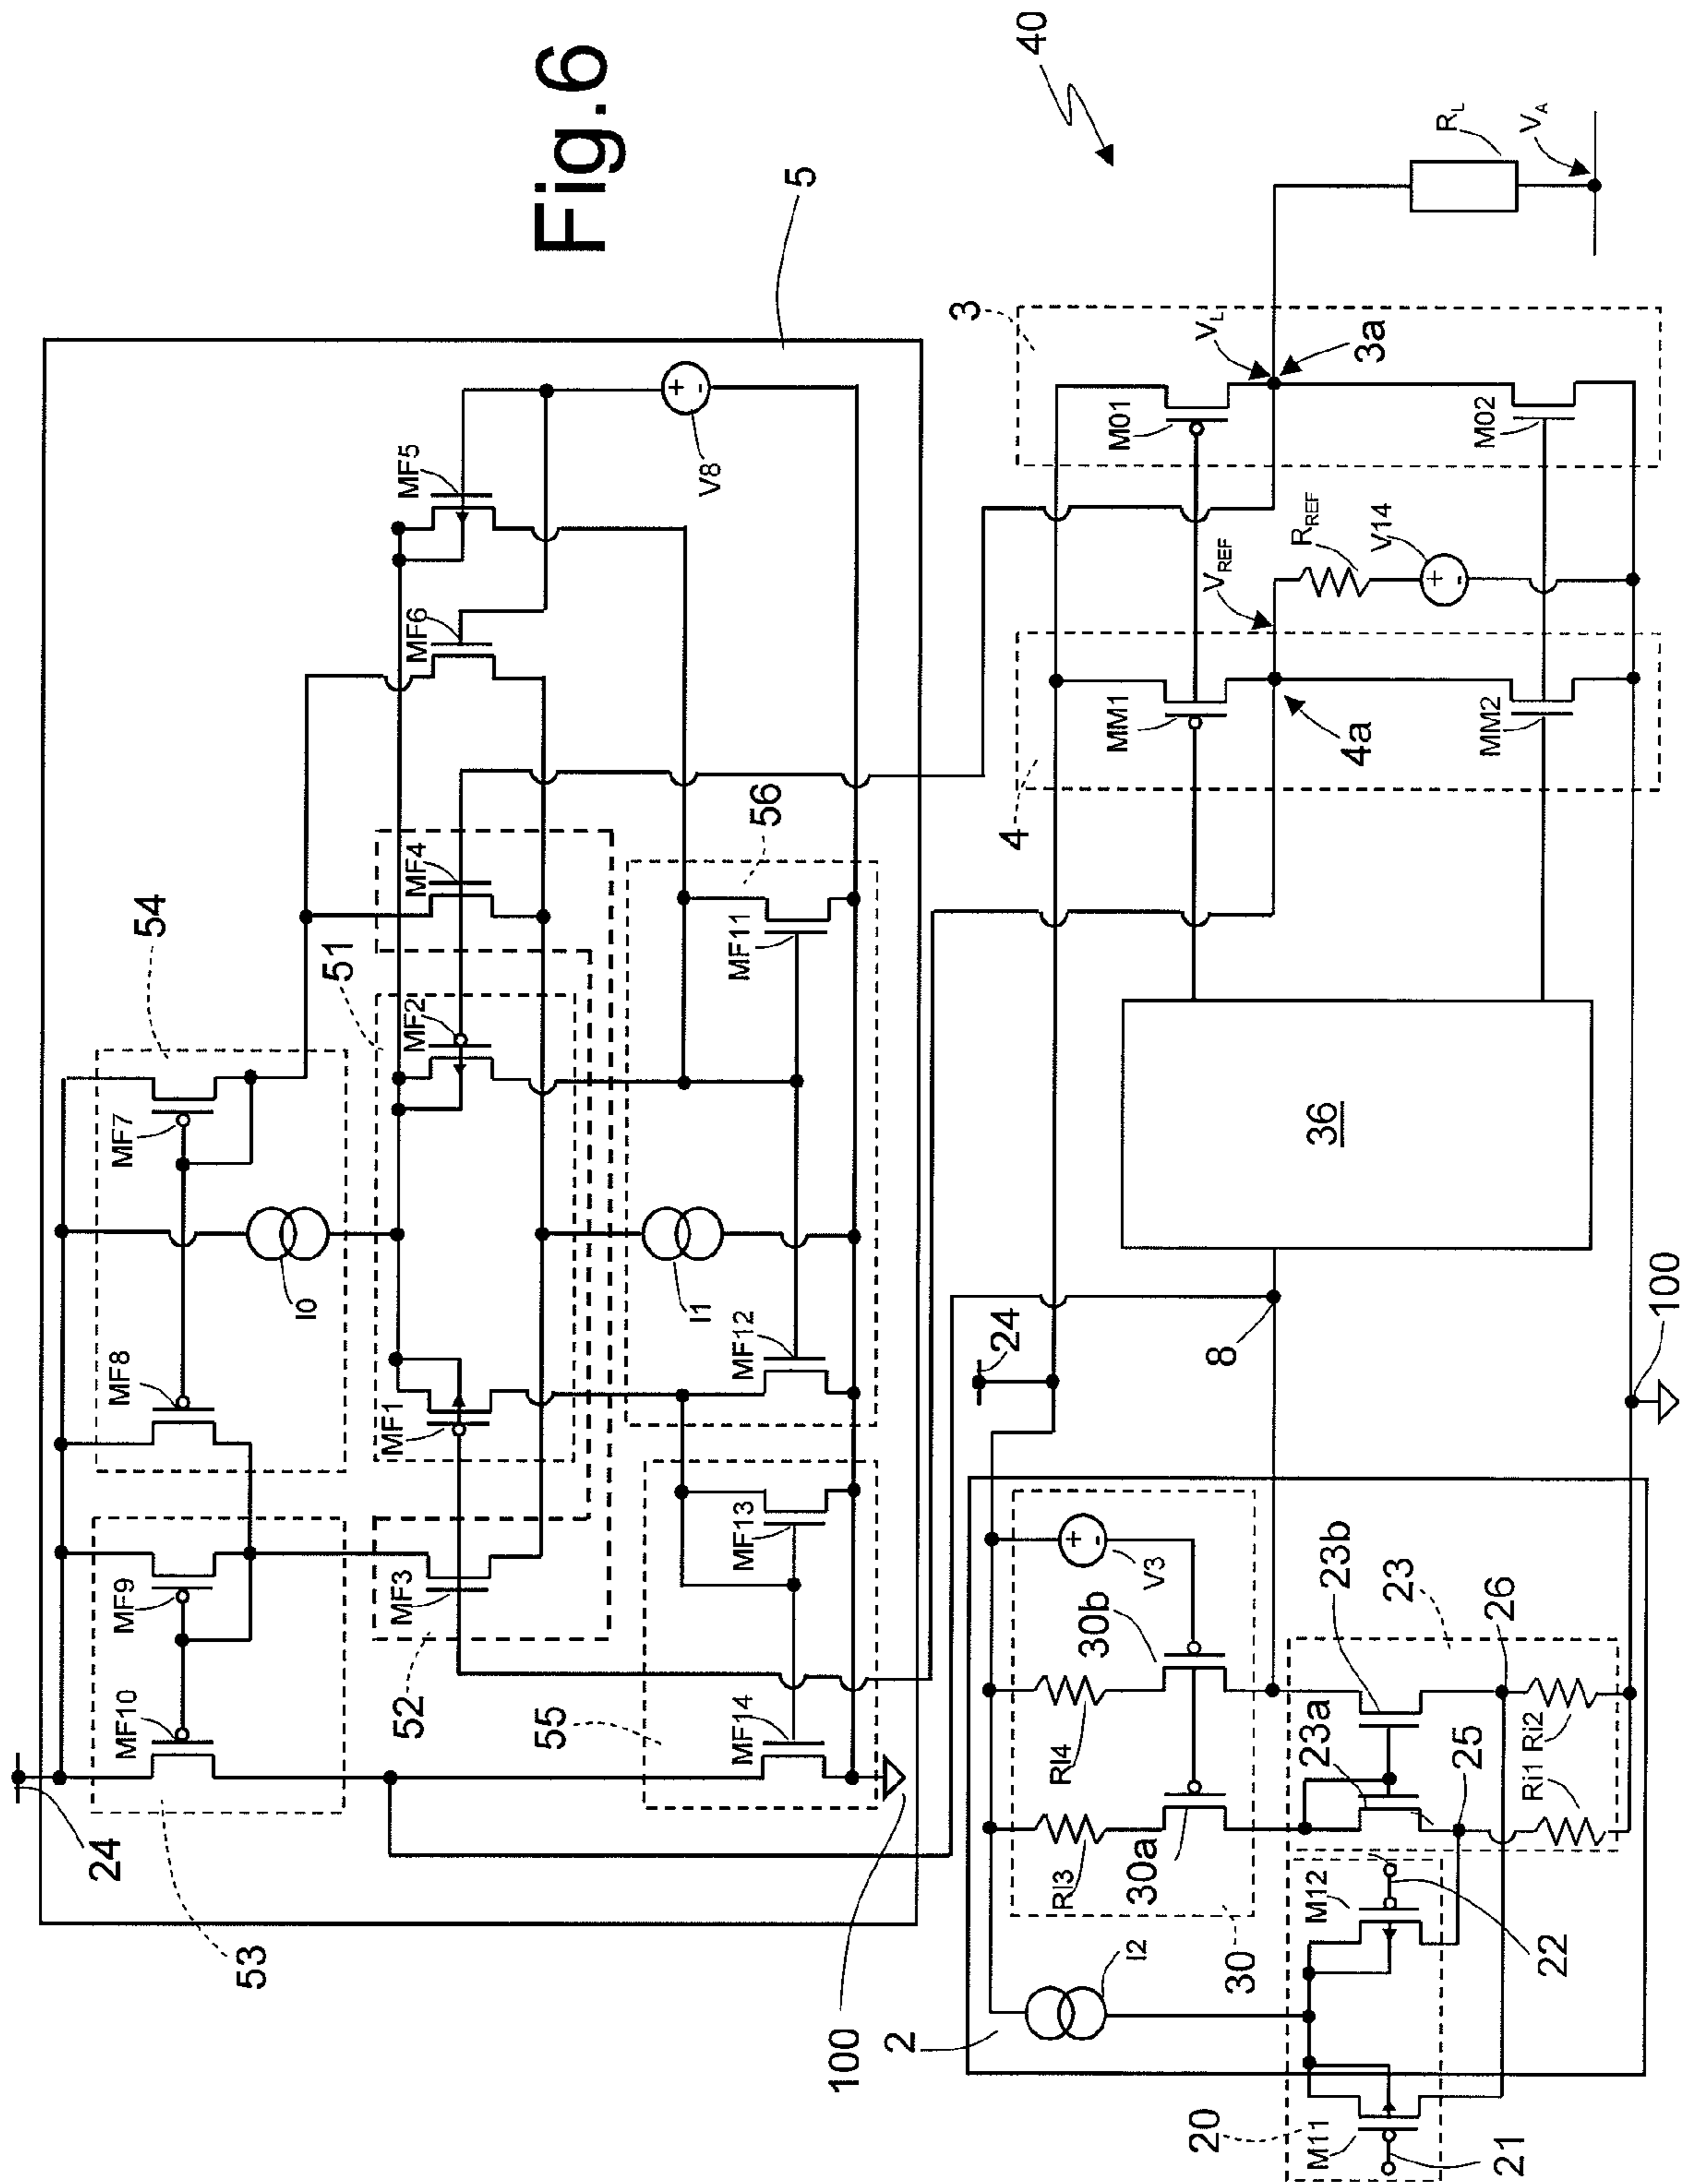 Fig.6
40
24
53
54
MF10
MF9
MF8
MF7
I0
51
52
MF3
MF1
MF2
MF4
MF6
MF5
5
V8
55
56
MF14
MF13
MF12
I1
MF11
100
2
I2
30
RI3
RI4
30a
30b
V3
24
8
36
4
3
MM1
M01
VREF
RREF
V14
VL
3a
4a
MM2
M02
RL
VA
20
M11
21
M12
22
23a
23b
23
25
26
Ri1
Ri2
100